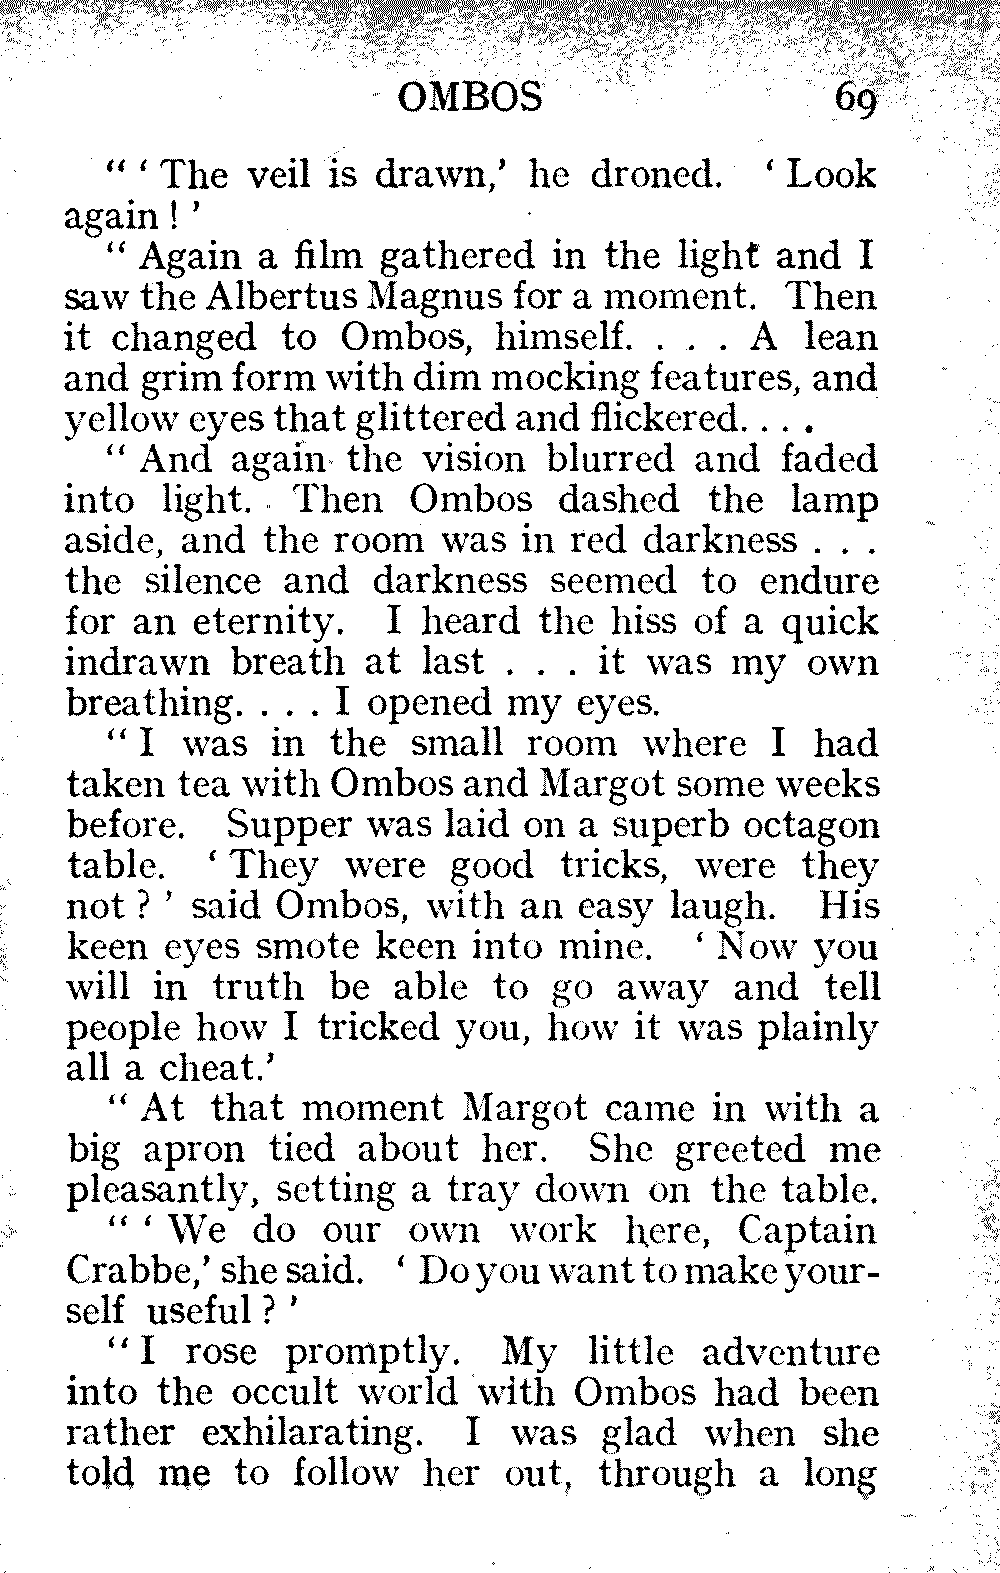 OMBOS 69
“ ‘ The veil is drawn,’ he droned. ‘ Look
again ! ’
“ Again a film gathered in the light and I
saw the Albertus Magnus for a moment. Then
it changed to Ombos, himself. . . . A lean
and grim form with dim mocking features, and
yellow eyes that glittered and flickered. . . .
“ And again the vision blurred and faded
into light. Then Ombos dashed the lamp
aside, and the room was in red darkness . . .
the silence and darkness seemed to endure
for an eternity. I heard the hiss of a quick
indrawn breath at last . . . it was my own
breathing. . . . I opened my eyes.
“ I was in the small room where I had
taken tea with Ombos and Margot some weeks
before. Supper was laid on a superb octagon
table. ‘ They were good tricks, were they
not ? ’ said Ombos, with an easy laugh. His
keen eyes smote keen into mine. ‘ Now you
will in truth be able to go away and tell
people how I tricked you, how it was plainly
all a cheat.’
“ At that moment Margot came in with a
big apron tied about her. She greeted me
pleasantly, setting a tray down on the table.
“ ‘ We do our own work here, Captain
Crabbe,’ she said. ‘ Do you want to make your-
self useful ? ’
“ I rose promptly. My little adventure
into the occult world with Ombos had been
rather exhilarating. I was glad when she
told me to follow her out, through a long